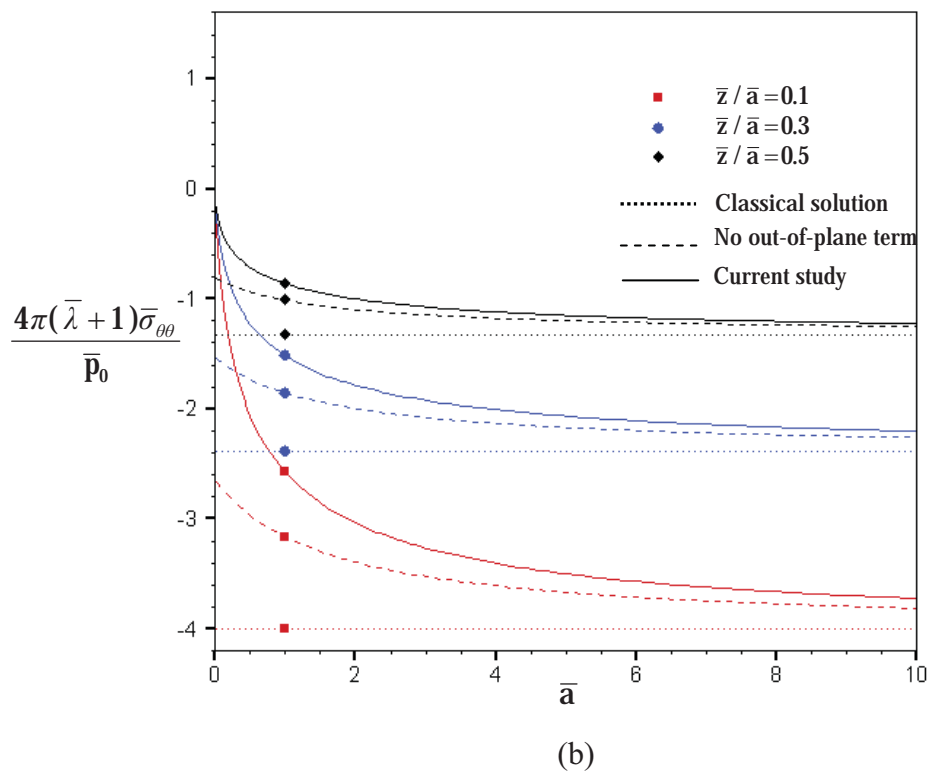 1
z̄ / ā =0.1
z̄ / ā =0.3
z̄ / ā =0.5
0
Classical solution
No out-of-plane term
Current study
-1
4π(λ̄ +1)σ̄θθ
p̄0
-2
-3
-4
0 2 4 6 8 10
ā
(b)